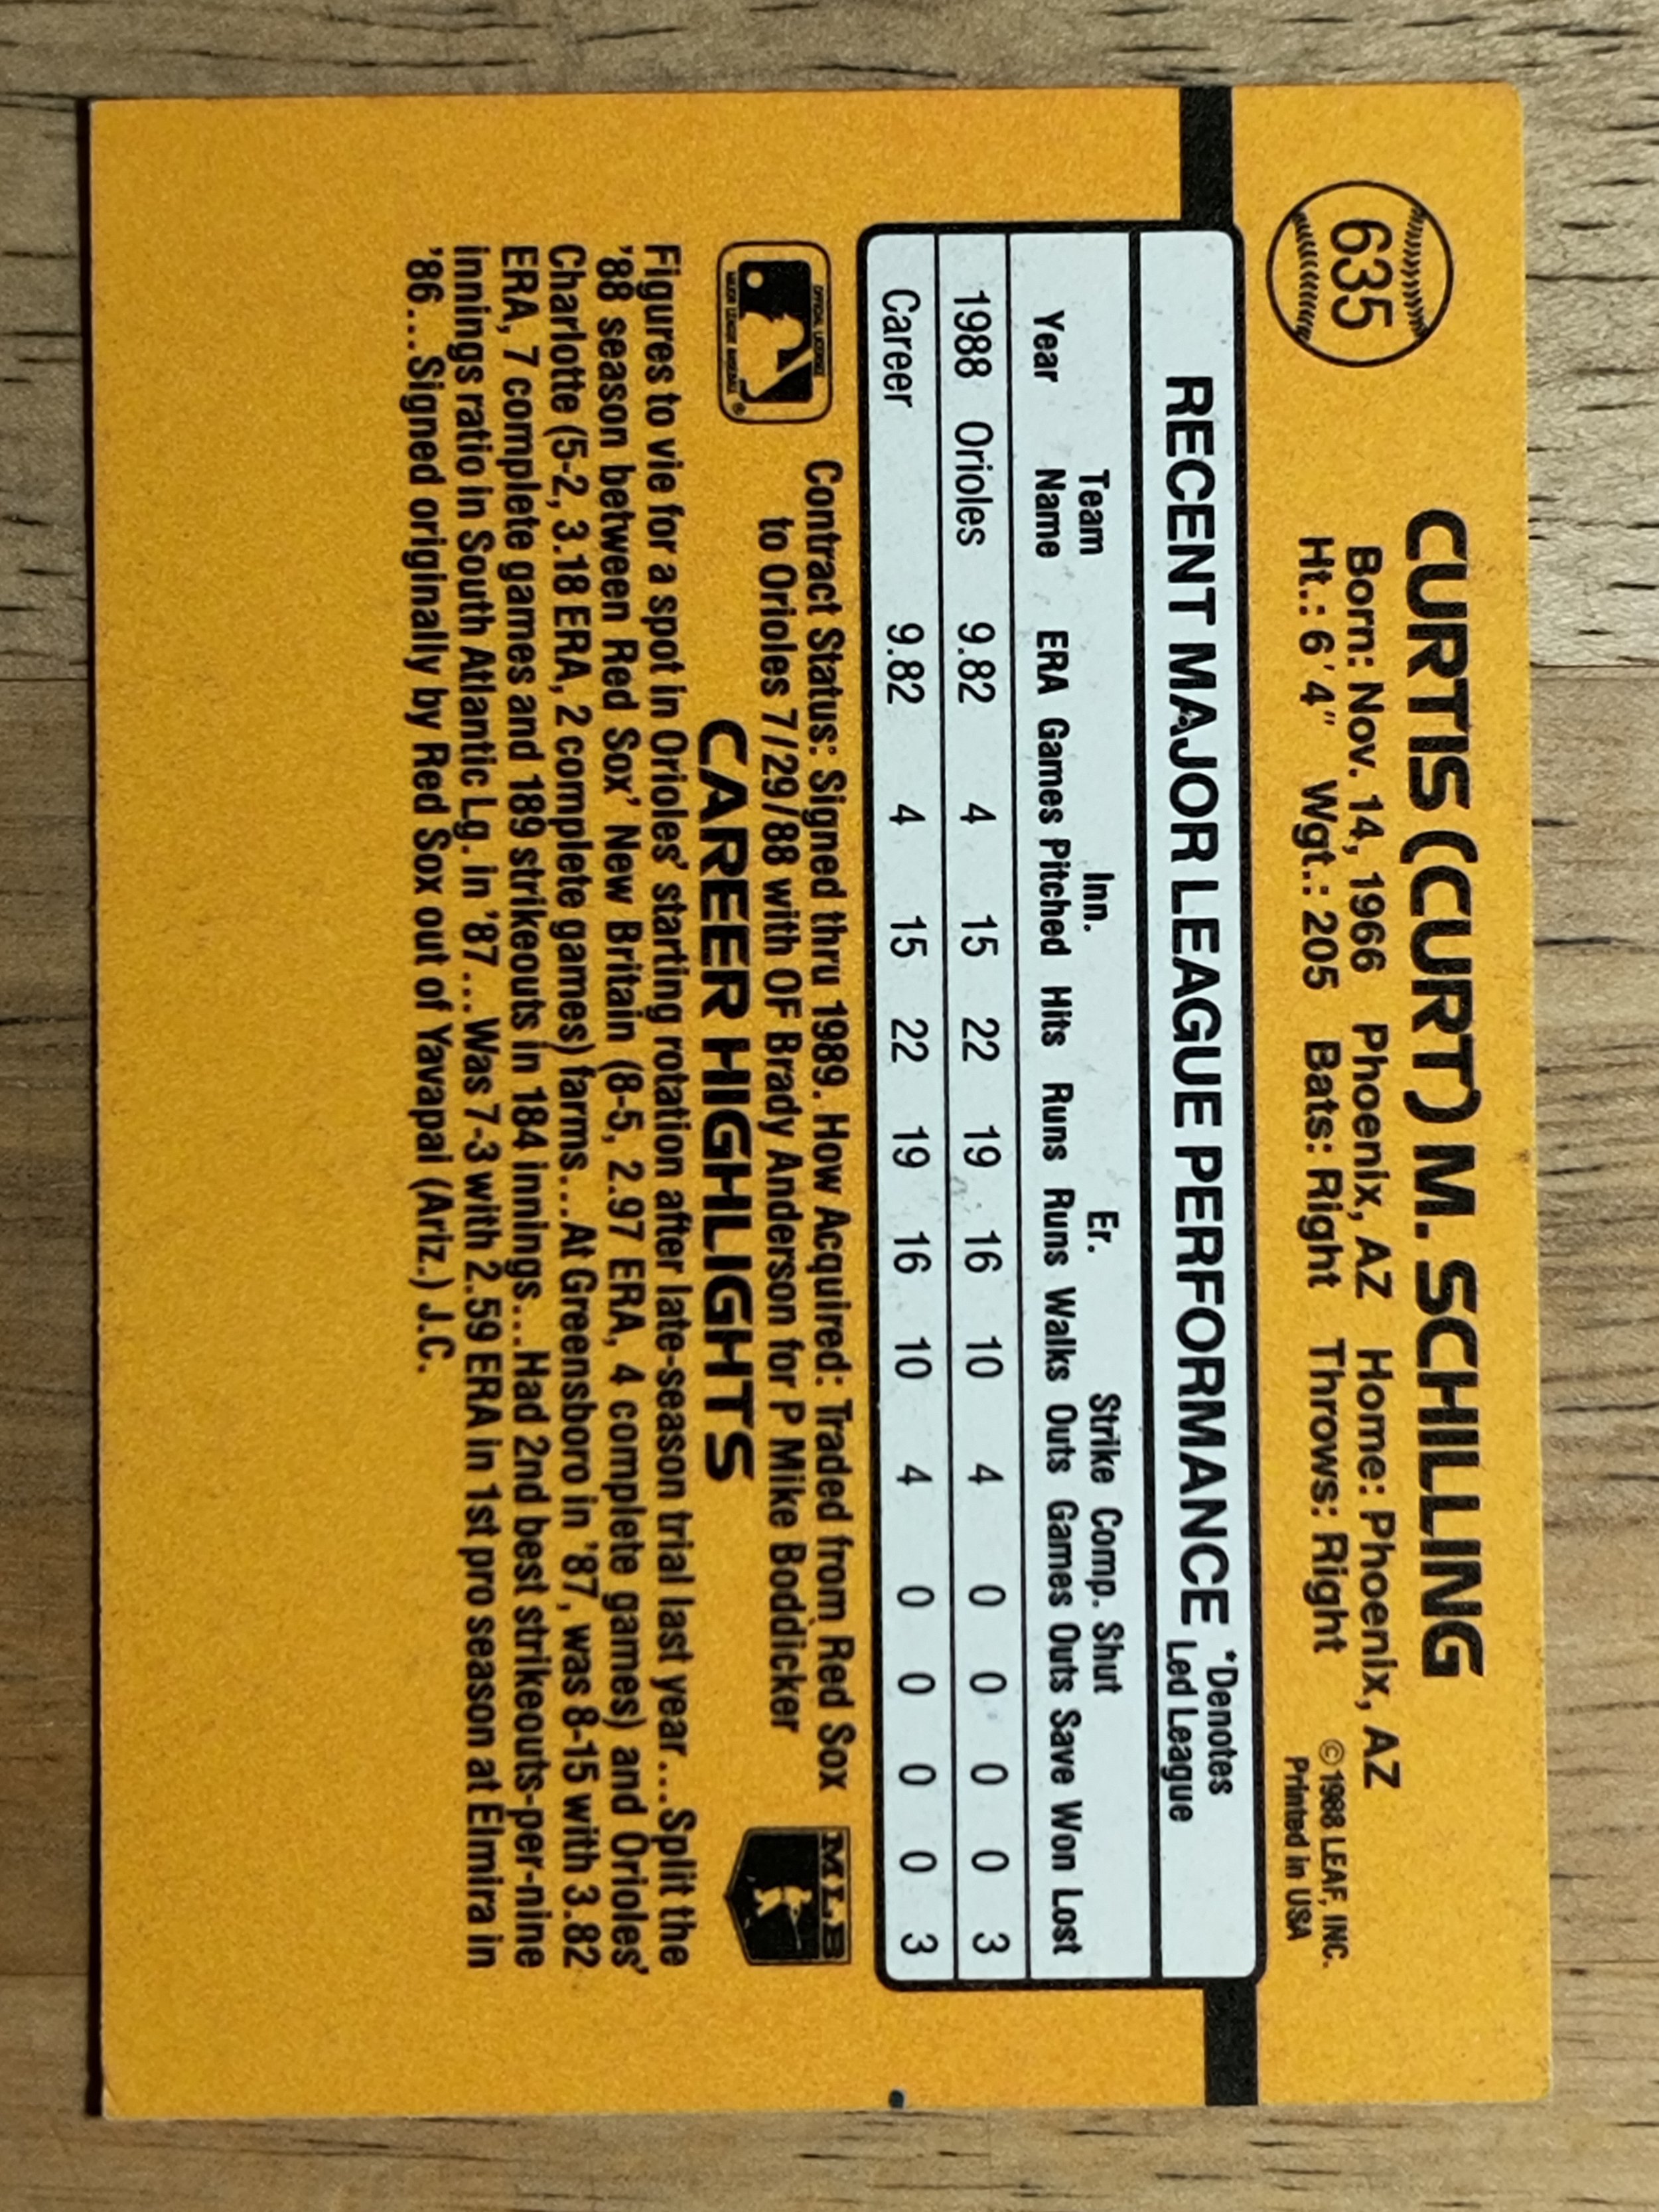 635
CURTIS (CURT) M. SCHILLING
Born: Nov. 14, 1966 Phoenix, AZ Home: Phoenix, AZ
Ht.: 6'4" Wgt.: 205 Bats: Right Throws: Right
© 1988 LEAF, INC.
Printed in USA
RECENT MAJOR LEAGUE PERFORMANCE
*Denotes
Led League
Team Inn. Er. Strike Comp. Shut
Year Name ERA Games Pitched Hits Runs Runs Walks Outs Games Outs Save Won Lost
1988 Orioles 9.82 4 15 22 19 16 10 4 0 0 0 0 3
Career 9.82 4 15 22 19 16 10 4 0 0 0 0 3
Contract Status: Signed thru 1989. How Acquired: Traded from Red Sox
to Orioles 7/29/88 with OF Brady Anderson for P Mike Boddicker
MLB
CAREER HIGHLIGHTS
Figures to vie for a spot in Orioles' starting rotation after late-season trial last year...Split the
'88 season between Red Sox' New Britain (8-5, 2.97 ERA, 4 complete games) and Orioles'
Charlotte (5-2, 3.18 ERA, 2 complete games) farms...At Greensboro in '87, was 8-15 with 3.82
ERA, 7 complete games and 189 strikeouts in 184 innings...Had 2nd best strikeouts-per-nine
innings ratio in South Atlantic Lg. in '87...Was 7-3 with 2.59 ERA in 1st pro season at Elmira in
'86...Signed originally by Red Sox out of Yavapai (Ariz.) J.C.